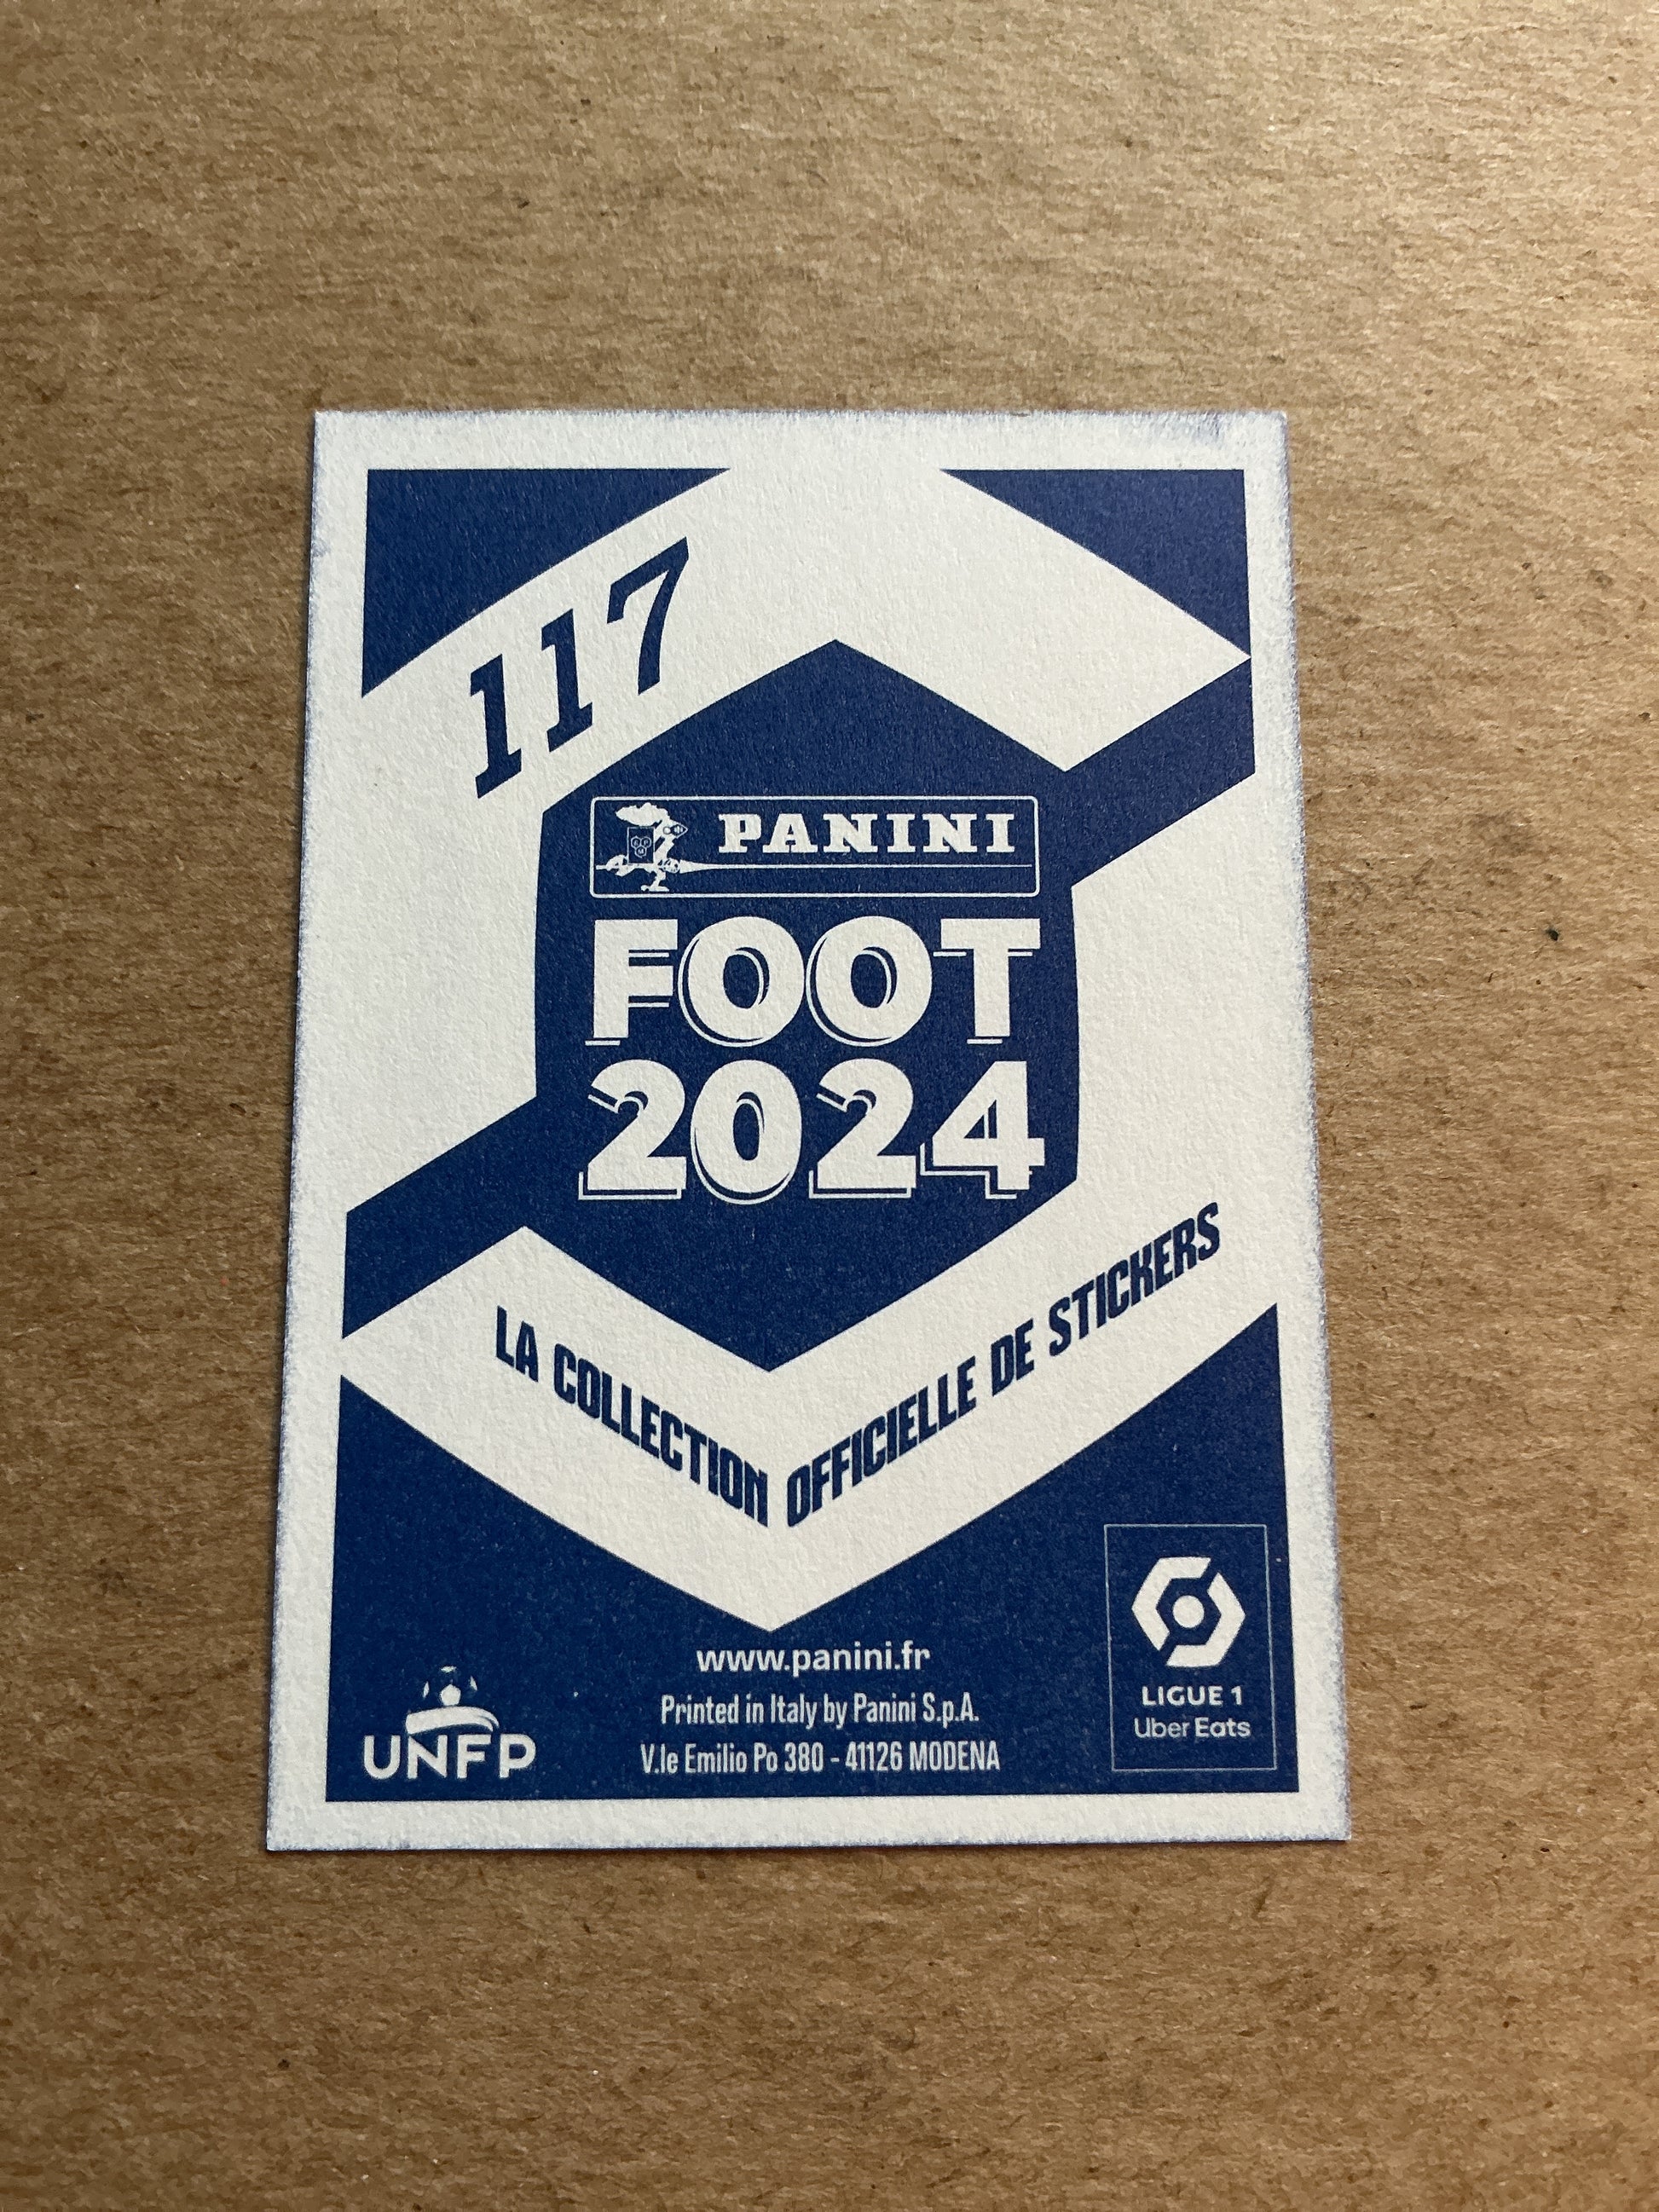 117
PANINI
FOOT
2024
LA COLLECTION OFFICIELLE DE STICKERS
www.panini.fr
Printed in Italy by Panini S.p.A.
V.le Emilio Po 380 - 41126 MODENA
UNFP
LIGUE 1
Uber Eats